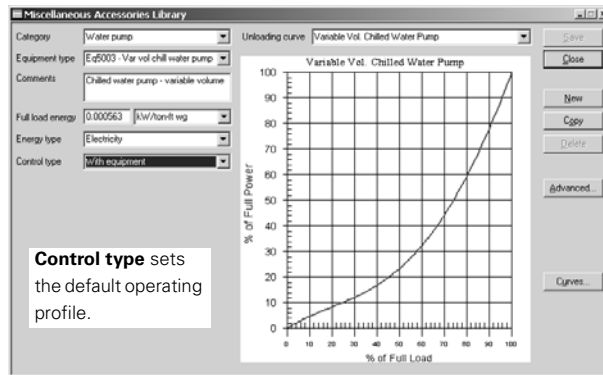 Miscellaneous Accessories Library
Category Water pump
Equipment type Eq5003 - Var vol chill water pump
Comments Chilled water pump - variable volume
Full load energy 0.000563 kW/ton-ft wg
Energy type Electricity
Control type With equipment
Control type sets
the default operating
profile.
Unloading curve Variable Vol. Chilled Water Pump
Variable Vol. Chilled Water Pump
% of Full Power
100
90
80
70
60
50
40
30
20
10
0
0 10 20 30 40 50 60 70 80 90 100
% of Full Load
Save
Close
New
Copy
Delete
Advanced...
Curves...